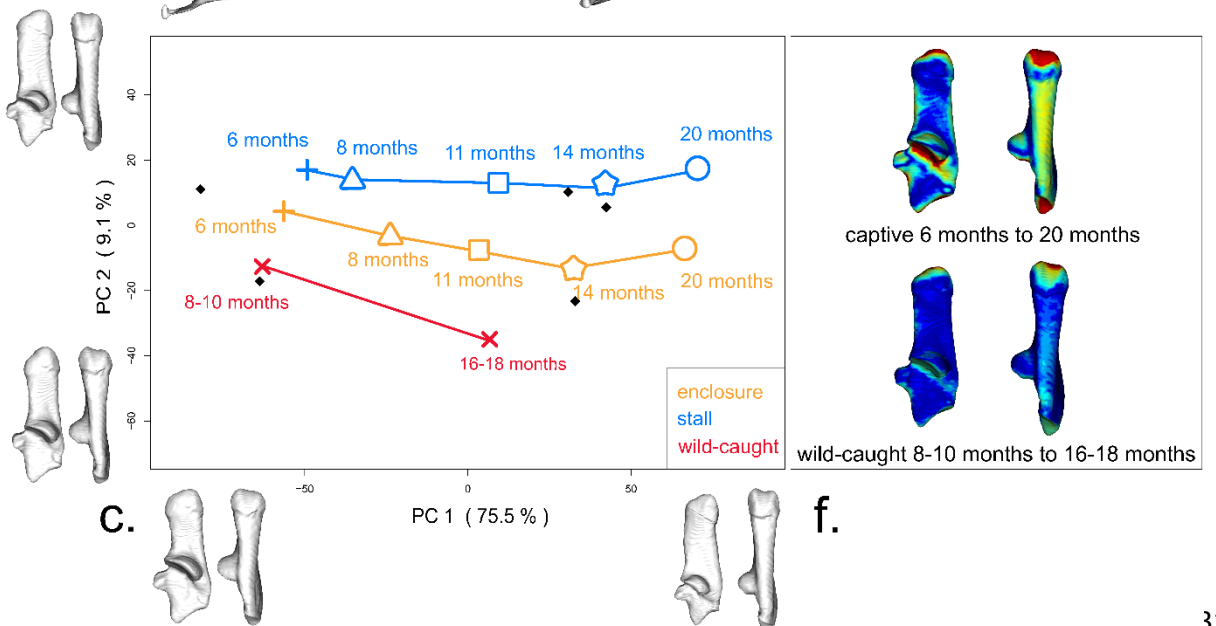 6 months
8 months
11 months
14 months
20 months
6 months
8 months
11 months
14 months
20 months
8-10 months
16-18 months
enclosure
stall
wild-caught
40
20
0
−20
−40
−60
PC 2 ( 9.1 % )
−50
0
50
PC 1 ( 75.5 % )
captive 6 months to 20 months
wild-caught 8-10 months to 16-18 months
c.
f.